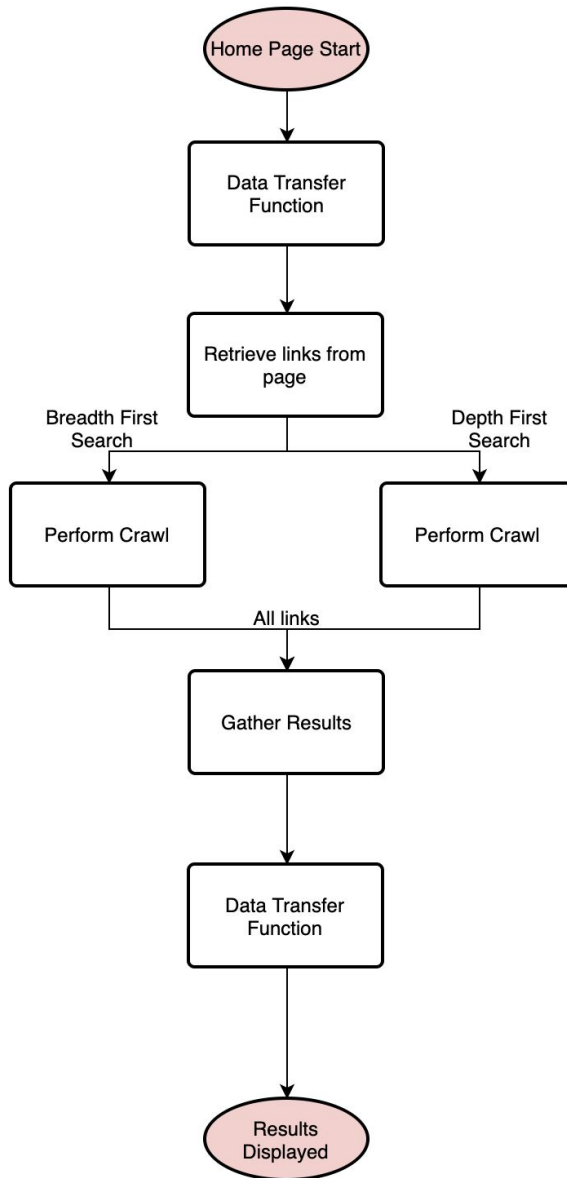 Home Page Start
Data Transfer
Function
Retrieve links from
page
Breadth First
Search
Depth First
Search
Perform Crawl
Perform Crawl
All links
Gather Results
Data Transfer
Function
Results
Displayed